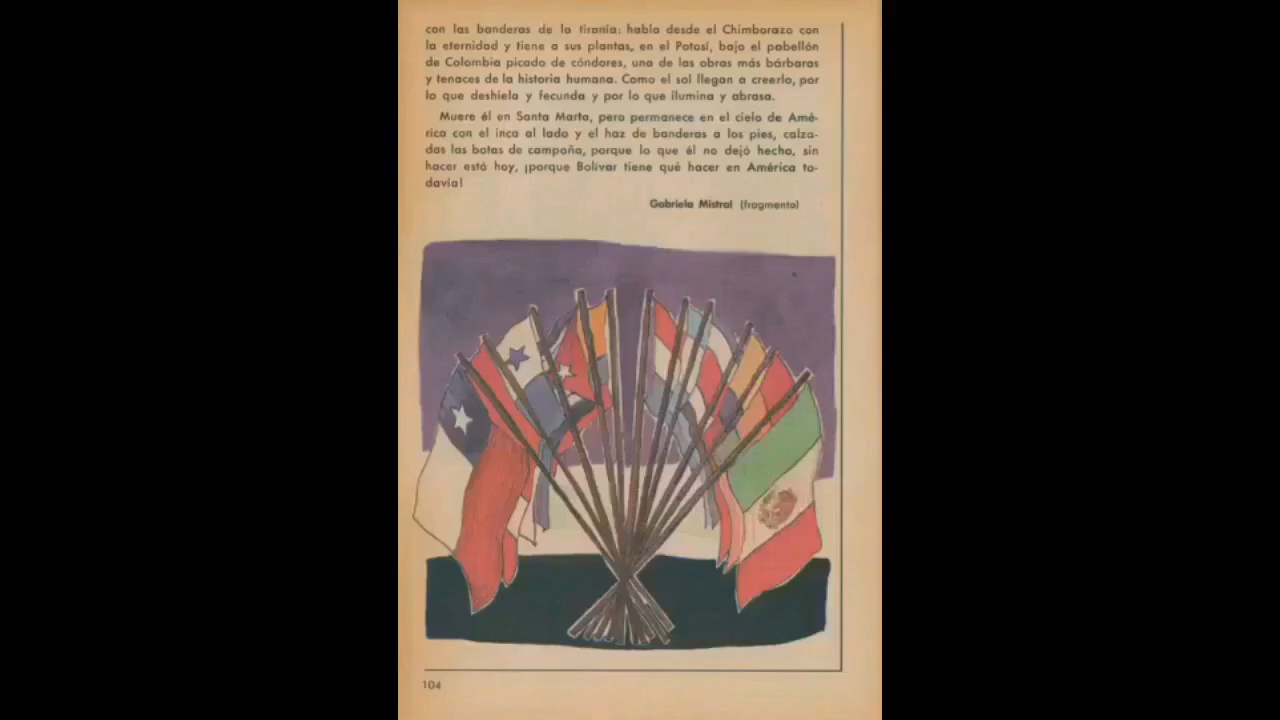 con las banderas de la tiranía: habla desde el Chimborazo con
la eternidad y tiene a sus plantas, en el Potosí, bajo el pabellón
de Colombia picado de cóndores, una de las obras más bárbaras
y tenaces de la historia humana. Como el sol llegan a creerlo, por
lo que deshiela y fecunda y por lo que ilumina y abrasa.
Muere él en Santa Marta, pero permanece en el cielo de Amé-
rica con el inca al lado y el haz de banderas a los pies, calza-
das las botas de campaña, porque lo que él no dejó hecho, sin
hacer está hoy, ¡porque Bolívar tiene qué hacer en América to-
davía!
Gabriela Mistral (fragmento)
104